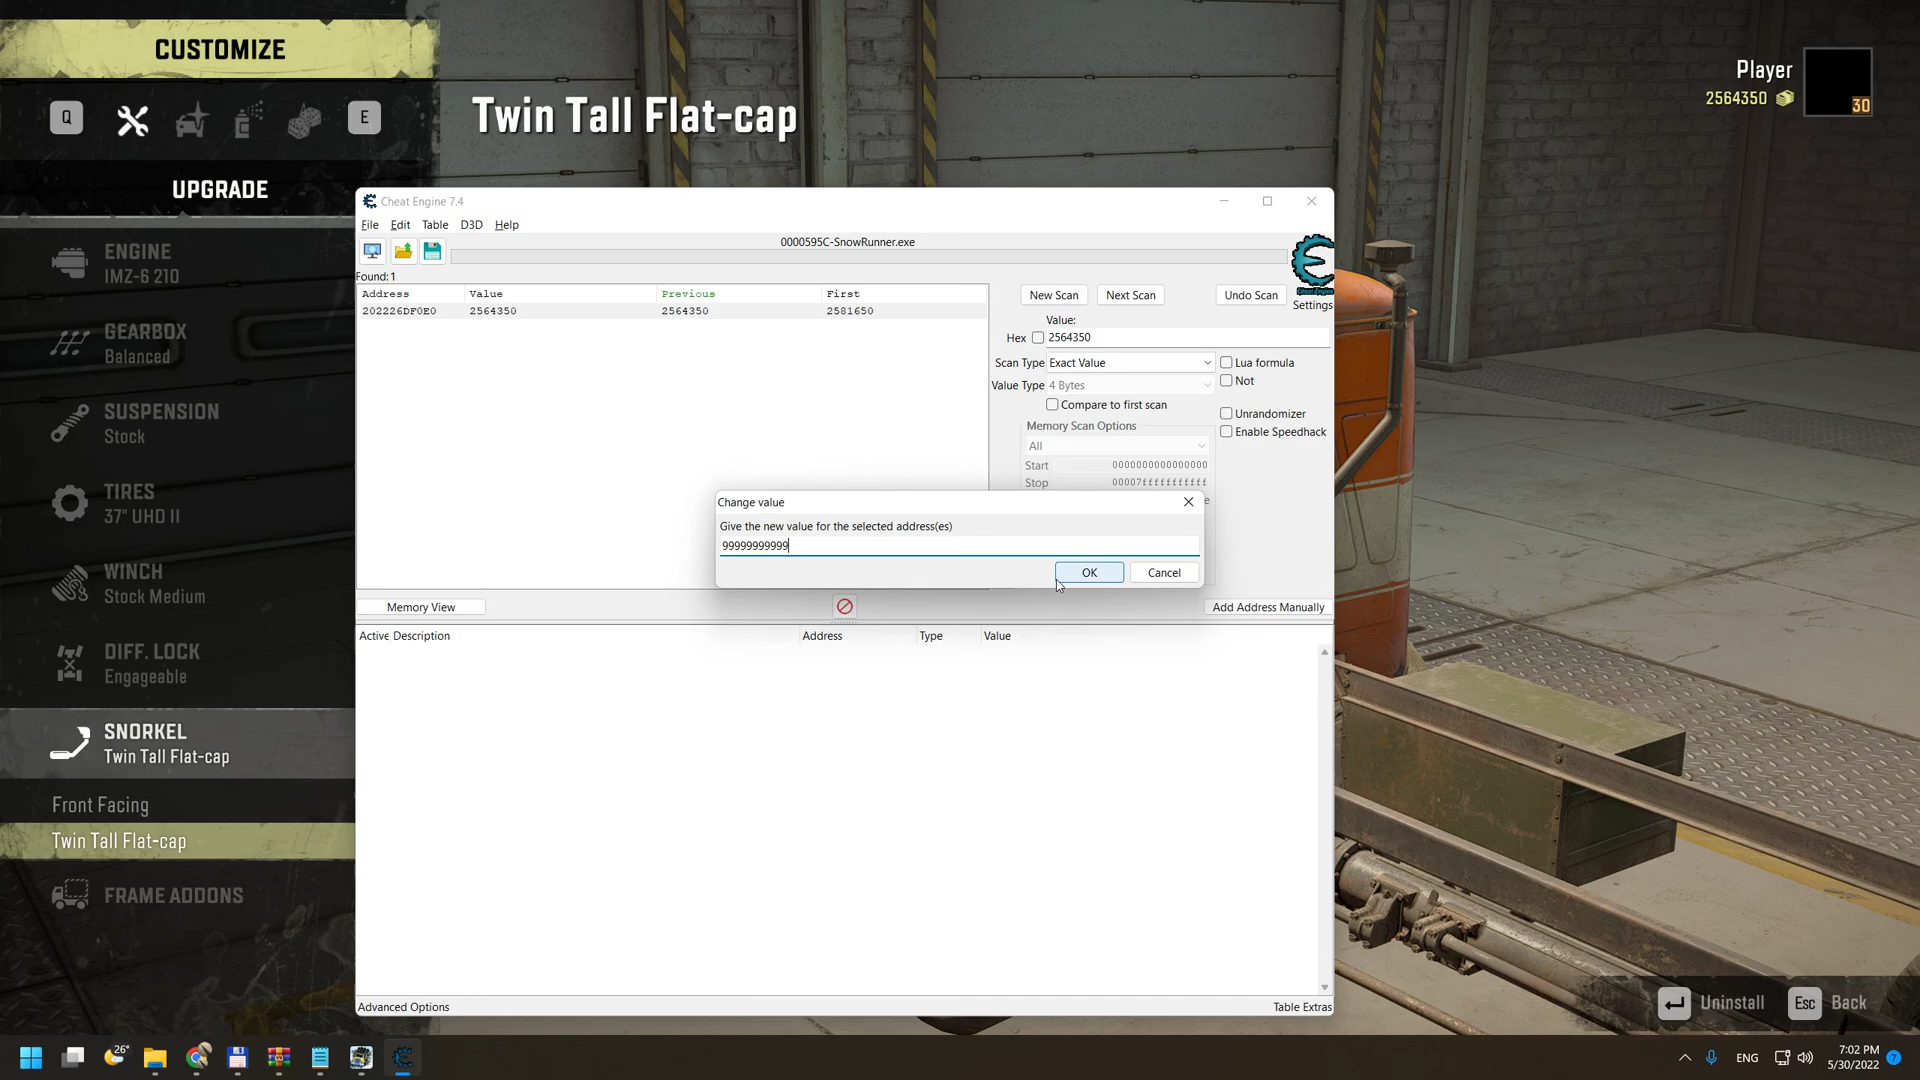 CUSTOMIZE
Q
E
UPGRADE
ENGINE
IMZ-6 210
GEARBOX
Balanced
SUSPENSION
Stock
TIRES
37" UHD II
WINCH
Stock Medium
DIFF. LOCK
Engageable
SNORKEL
Twin Tall Flat-cap
Front Facing
Twin Tall Flat-cap
FRAME ADDONS
Twin Tall Flat-cap
Player
2564350
30
Cheat Engine 7.4
File Edit Table D3D Help
0000595C-SnowRunner.exe
Found: 1
Address Value Previous First
202226DF0E0 2564350 2564350 2581650
New Scan Next Scan Undo Scan
Cheat Engine
Settings
Value:
Hex 2564350
Scan Type Exact Value
Lua formula
Not
Value Type 4 Bytes
Compare to first scan
Unrandomizer
Enable Speedhack
Memory Scan Options
All
Start 0000000000000000
Stop 00007fffffffffff
Change value
Give the new value for the selected address(es)
99999999999
OK Cancel
Memory View
Add Address Manually
Active Description Address Type Value
Advanced Options
Table Extras
Uninstall
Esc Back
26°
ENG
7:02 PM
5/30/2022
7